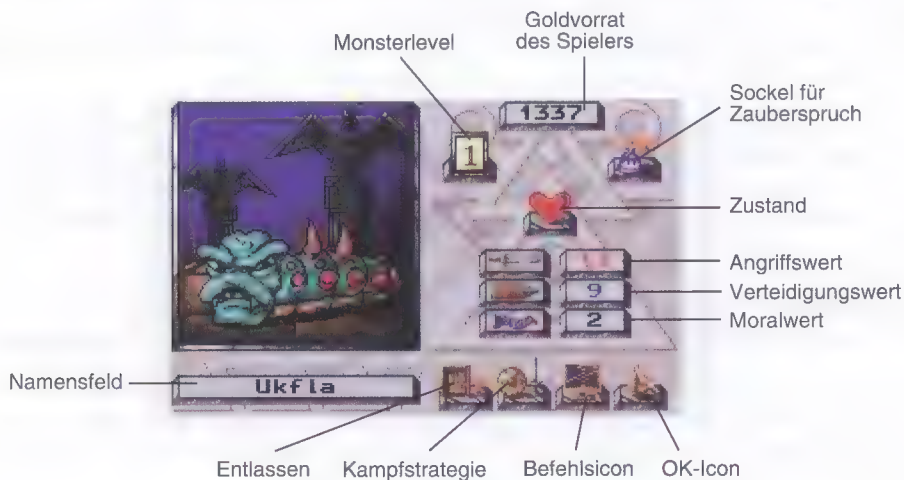 Goldvorrat
des Spielers
Monsterlevel
Sockel für
Zauberspruch
1337
1
Zustand
Angriffswert
9
Verteidigungswert
2
Moralwert
Namensfeld
Ukfla
Entlassen
Kampfstrategie
Befehlsicon
OK-Icon